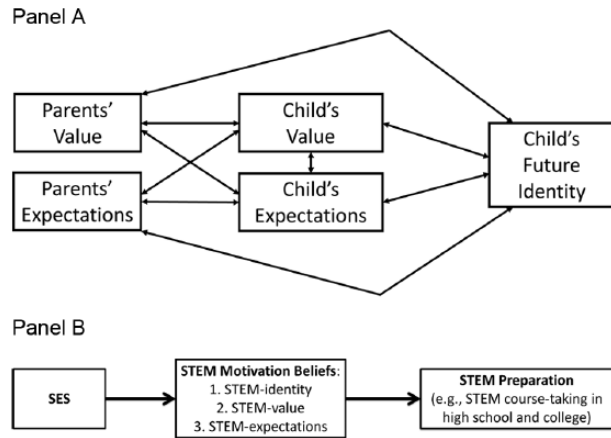 Panel A
Parents'
Value
Child's
Value
Parents'
Expectations
Child's
Expectations
Child's
Future
Identity
Panel B
SES
STEM Motivation Beliefs:
1. STEM-identity
2. STEM-value
3. STEM-expectations
STEM Preparation
(e.g., STEM course-taking in
high school and college)